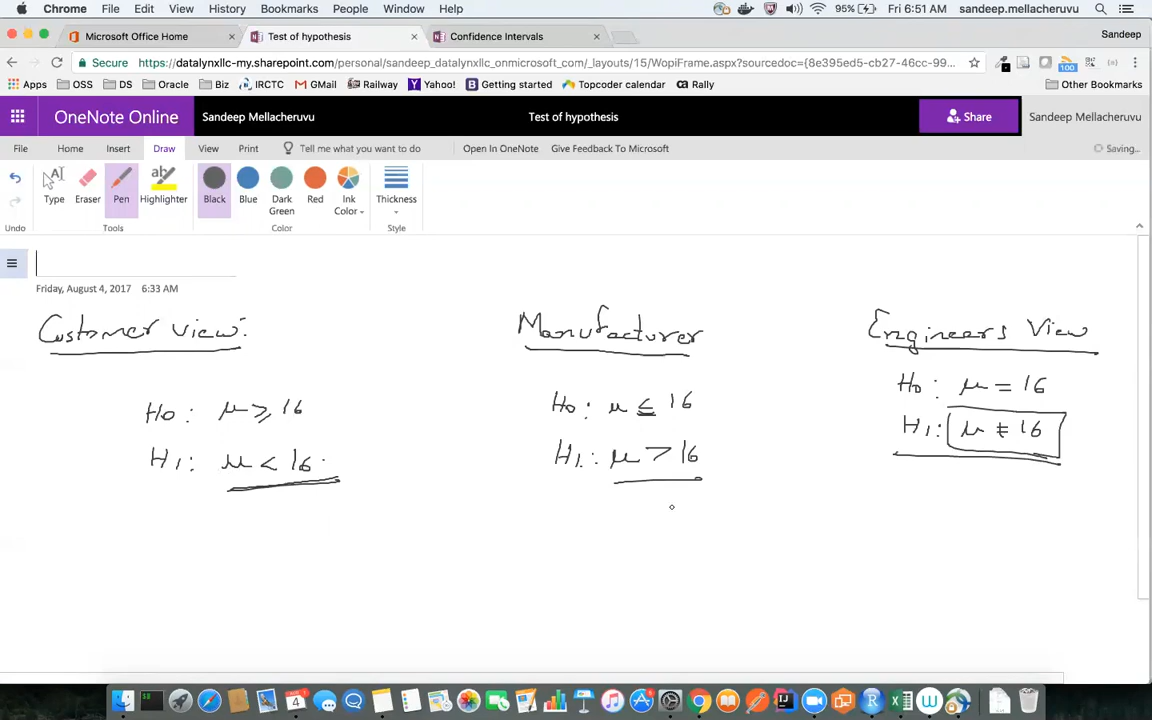 Chrome File Edit View History Bookmarks People Window Help 95% Fri 6:51 AM sandeep.mellacheruvu
Microsoft Office Home Test of hypothesis Confidence Intervals Sandeep
Secure https://datalynxllc-my.sharepoint.com/personal/sandeep_datalynxllc_onmicrosoft_com/_layouts/15/WopiFrame.aspx?sourcedoc={8e395ed5-cb27-46cc-99... 100
Apps OSS DS Oracle Biz IRCTC GMail Railway Yahoo! Getting started Topcoder calendar Rally Other Bookmarks
OneNote Online Sandeep Mellacheruvu Test of hypothesis Share Sandeep Mellacheruvu
File Home Insert Draw View Print Tell me what you want to do Open In OneNote Give Feedback To Microsoft Saving...
Undo Type Eraser Pen Highlighter Black Blue Dark Green Red Ink Color Thickness
Tools Color Style
Friday, August 4, 2017 6:33 AM
Customer view:
H0: μ ⩾ 16
H1: μ < 16.
Manufacturer
H0: μ ≤ 16
H1: μ > 16
Engineers View
H0: μ = 16
H1: μ ≠ 16